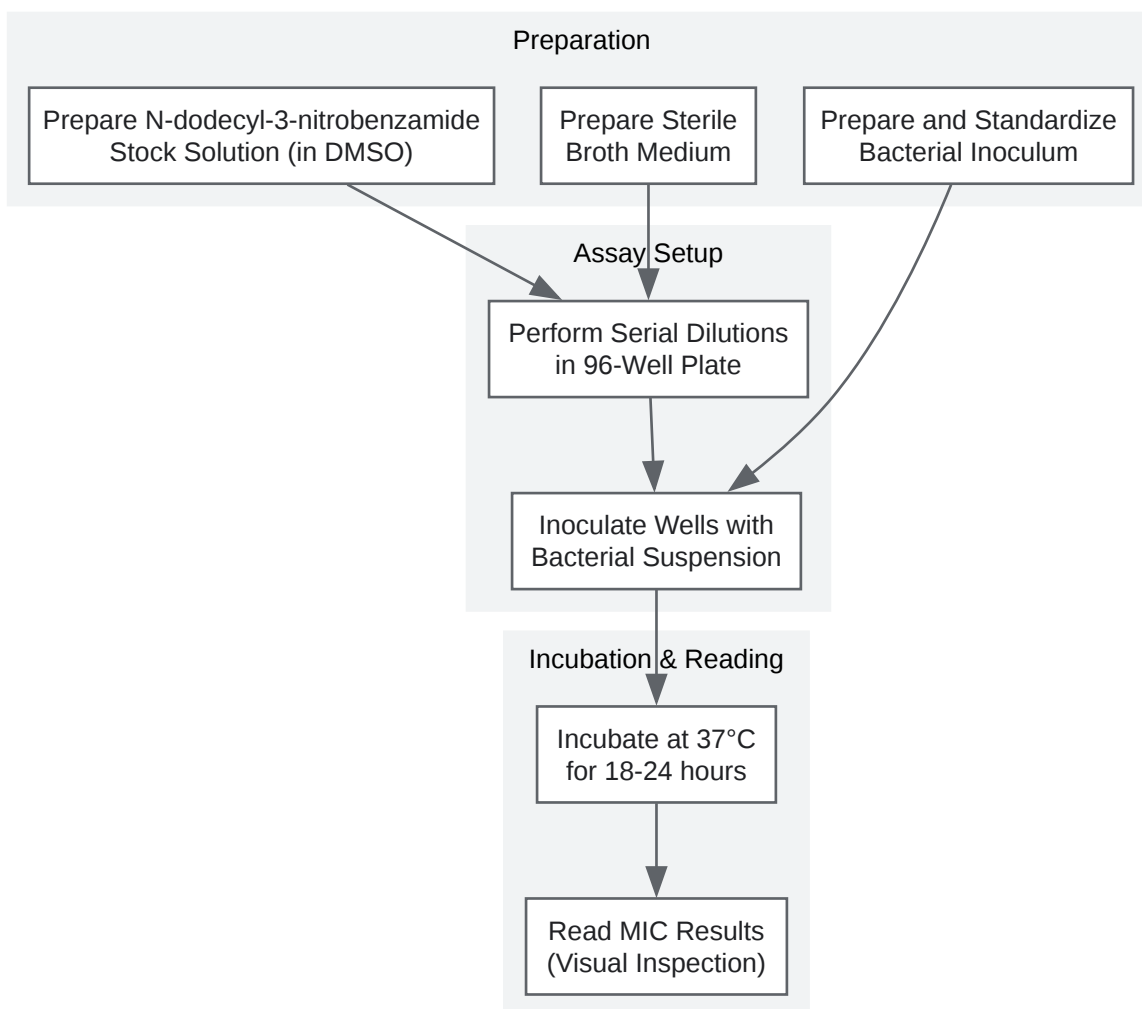 Preparation
Prepare N-dodecyl-3-nitrobenzamide
Stock Solution (in DMSO)
Prepare Sterile
Broth Medium
Prepare and Standardize
Bacterial Inoculum
Assay Setup
Perform Serial Dilutions
in 96-Well Plate
Inoculate Wells with
Bacterial Suspension
Incubation & Reading
Incubate at 37°C
for 18-24 hours
Read MIC Results
(Visual Inspection)